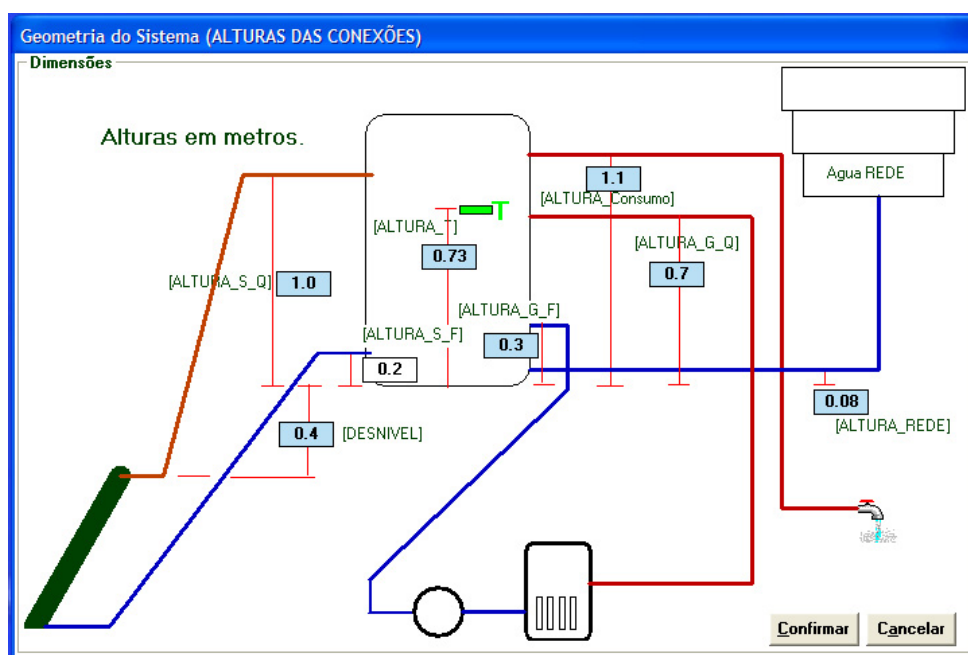 Geometria do Sistema (ALTURAS DAS CONEXÕES)
Dimensões
Alturas em metros.
Agua REDE
1.1
[ALTURA_Consumo]
T
[ALTURA_T]
0.73
[ALTURA_G_Q]
0.7
[ALTURA_S_Q]
1.0
[ALTURA_G_F]
0.3
[ALTURA_S_F]
0.2
0.08
[ALTURA_REDE]
0.4
[DESNIVEL]
Confirmar
Cancelar